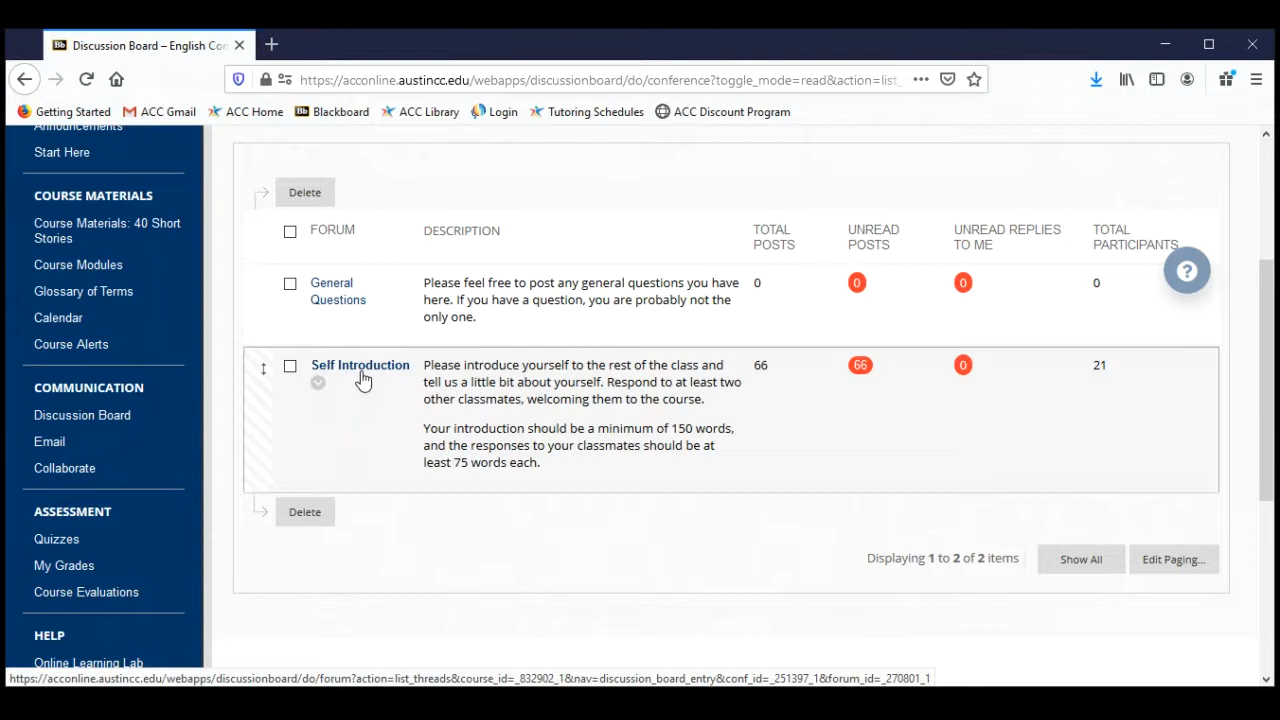 Bb Discussion Board – English Con
https://acconline.austincc.edu/webapps/discussionboard/do/conference?toggle_mode=read&action=list_
Getting Started ACC Gmail ACC Home Bb Blackboard ACC Library Login Tutoring Schedules ACC Discount Program
Announcements
Start Here
COURSE MATERIALS
Course Materials: 40 Short
Stories
Course Modules
Glossary of Terms
Calendar
Course Alerts
COMMUNICATION
Discussion Board
Email
Collaborate
ASSESSMENT
Quizzes
My Grades
Course Evaluations
HELP
Online Learning Lab
Delete
FORUM DESCRIPTION TOTAL POSTS UNREAD POSTS UNREAD REPLIES TO ME TOTAL PARTICIPANTS
General
Questions
Please feel free to post any general questions you have
here. If you have a question, you are probably not the
only one.
0 0 0 0
Self Introduction
Please introduce yourself to the rest of the class and
tell us a little bit about yourself. Respond to at least two
other classmates, welcoming them to the course.
Your introduction should be a minimum of 150 words,
and the responses to your classmates should be at
least 75 words each.
66 66 0 21
Delete
Displaying 1 to 2 of 2 items Show All Edit Paging...
?
https://acconline.austincc.edu/webapps/discussionboard/do/forum?action=list_threads&course_id=_832902_1&nav=discussion_board_entry&conf_id=_251397_1&forum_id=_270801_1